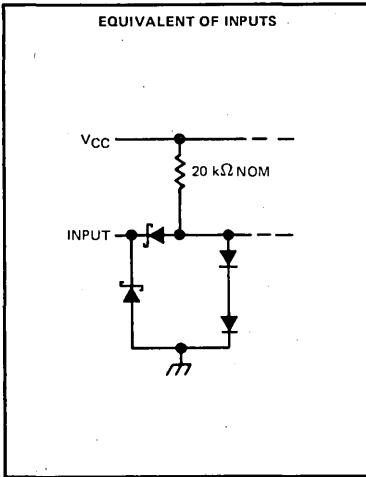 EQUIVALENT OF INPUTS
VCC
20 kΩ NOM
INPUT